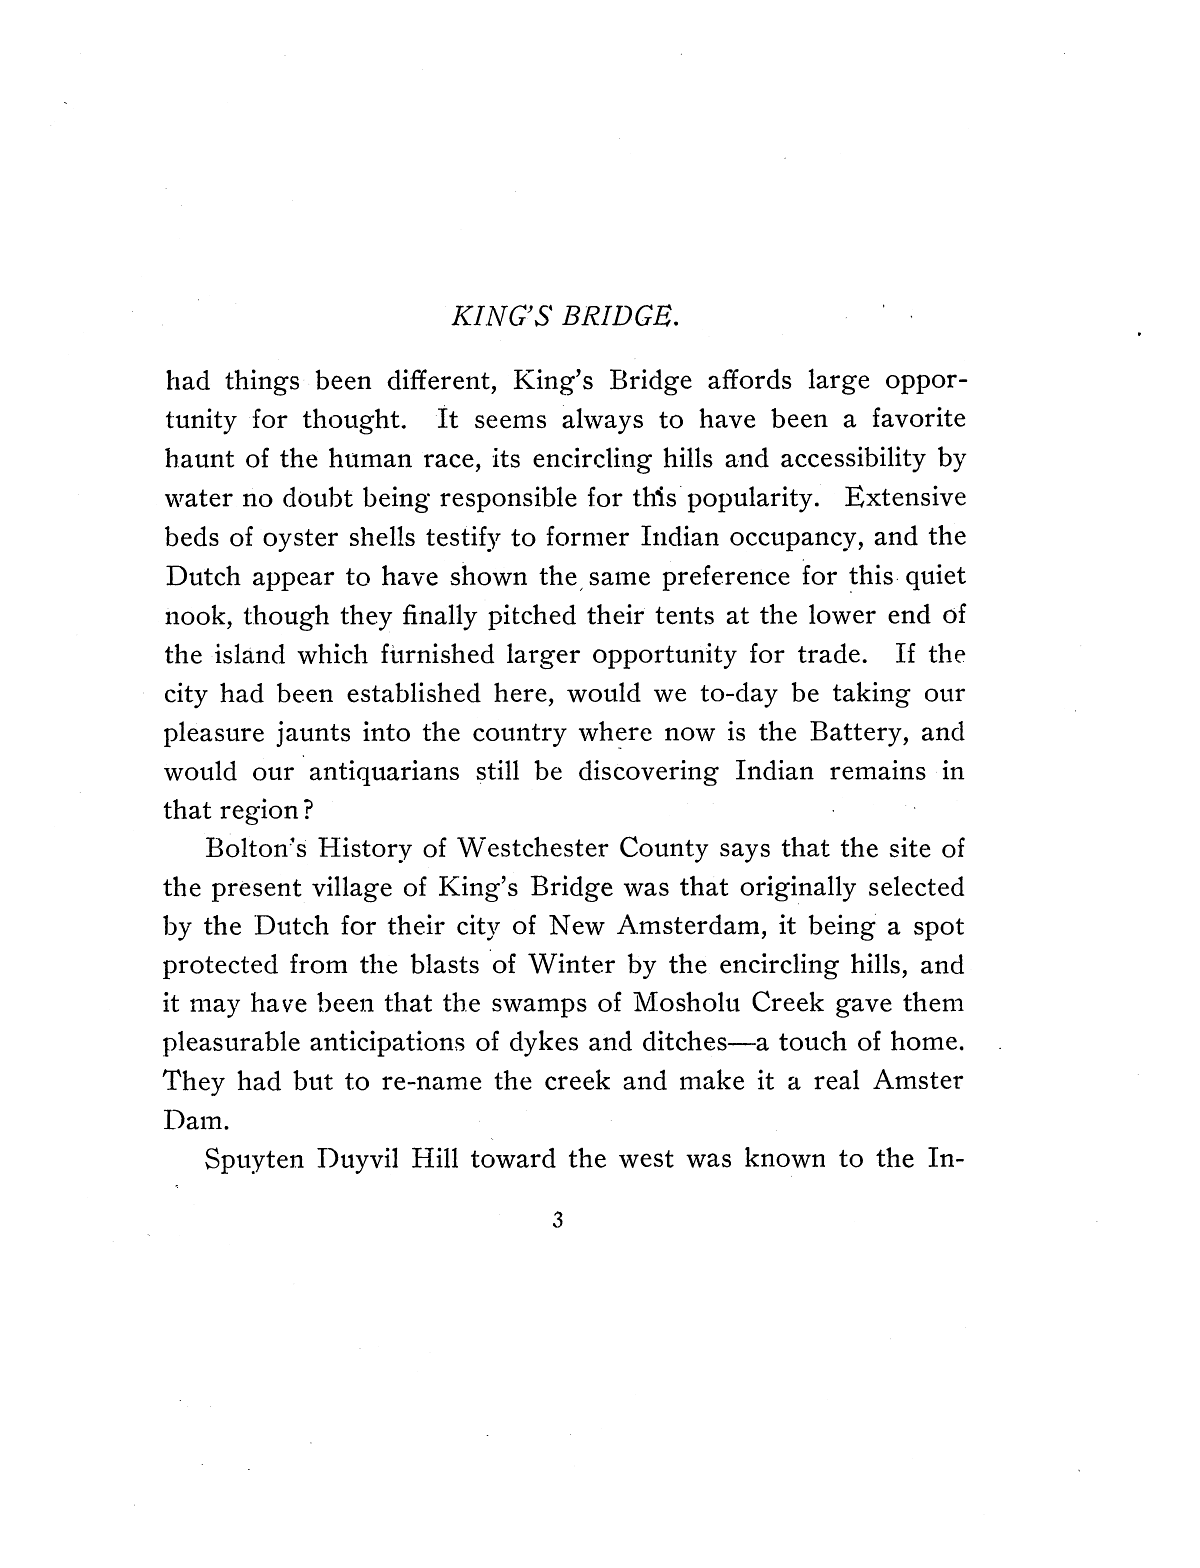 KING'S BRIDGE.
had things been different, King's Bridge affords large oppor-
tunity for thought. It seems always to have been a favorite
haunt of the human race, its encircling hills and accessibility by
water no doubt being responsible for this popularity. Extensive
beds of oyster shells testify to former Indian occupancy, and the
Dutch appear to have shown the same preference for this quiet
nook, though they finally pitched their tents at the lower end of
the island which furnished larger opportunity for trade. If the
city had been established here, would we to-day be taking our
pleasure jaunts into the country where now is the Battery, and
would our antiquarians still be discovering Indian remains in
that region?
Bolton's History of Westchester County says that the site of
the present village of King's Bridge was that originally selected
by the Dutch for their city of New Amsterdam, it being a spot
protected from the blasts of Winter by the encircling hills, and
it may have been that the swamps of Mosholu Creek gave them
pleasurable anticipations of dykes and ditches—a touch of home.
They had but to re-name the creek and make it a real Amster
Dam.
Spuyten Duyvil Hill toward the west was known to the In-
3